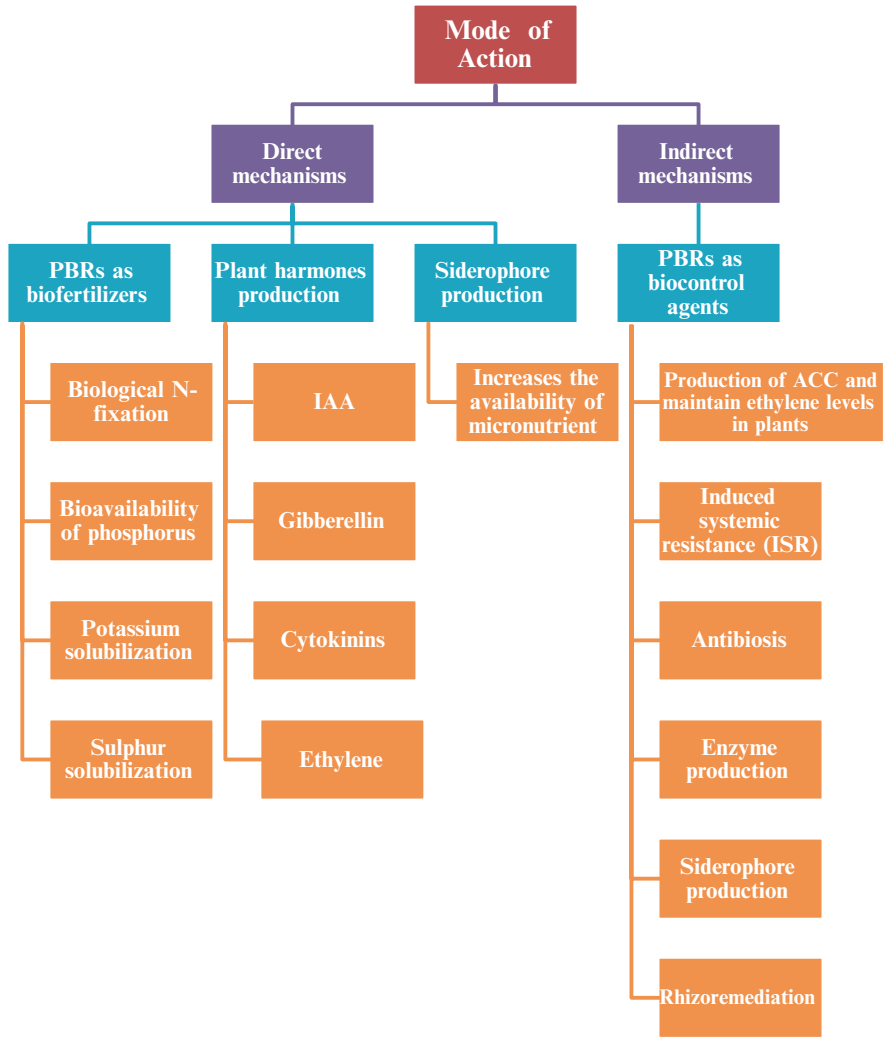 Mode of
Action
Direct
mechanisms
Indirect
mechanisms
PBRs as
biofertilizers
Plant harmones
production
Siderophore
production
PBRs as
biocontrol
agents
Biological N-
fixation
Bioavailability
of phosphorus
Potassium
solubilization
Sulphur
solubilization
IAA
Gibberellin
Cytokinins
Ethylene
Increases the
availability of
micronutrient
Production of ACC and
maintain ethylene levels
in plants
Induced
systemic
resistance (ISR)
Antibiosis
Enzyme
production
Siderophore
production
Rhizoremediation